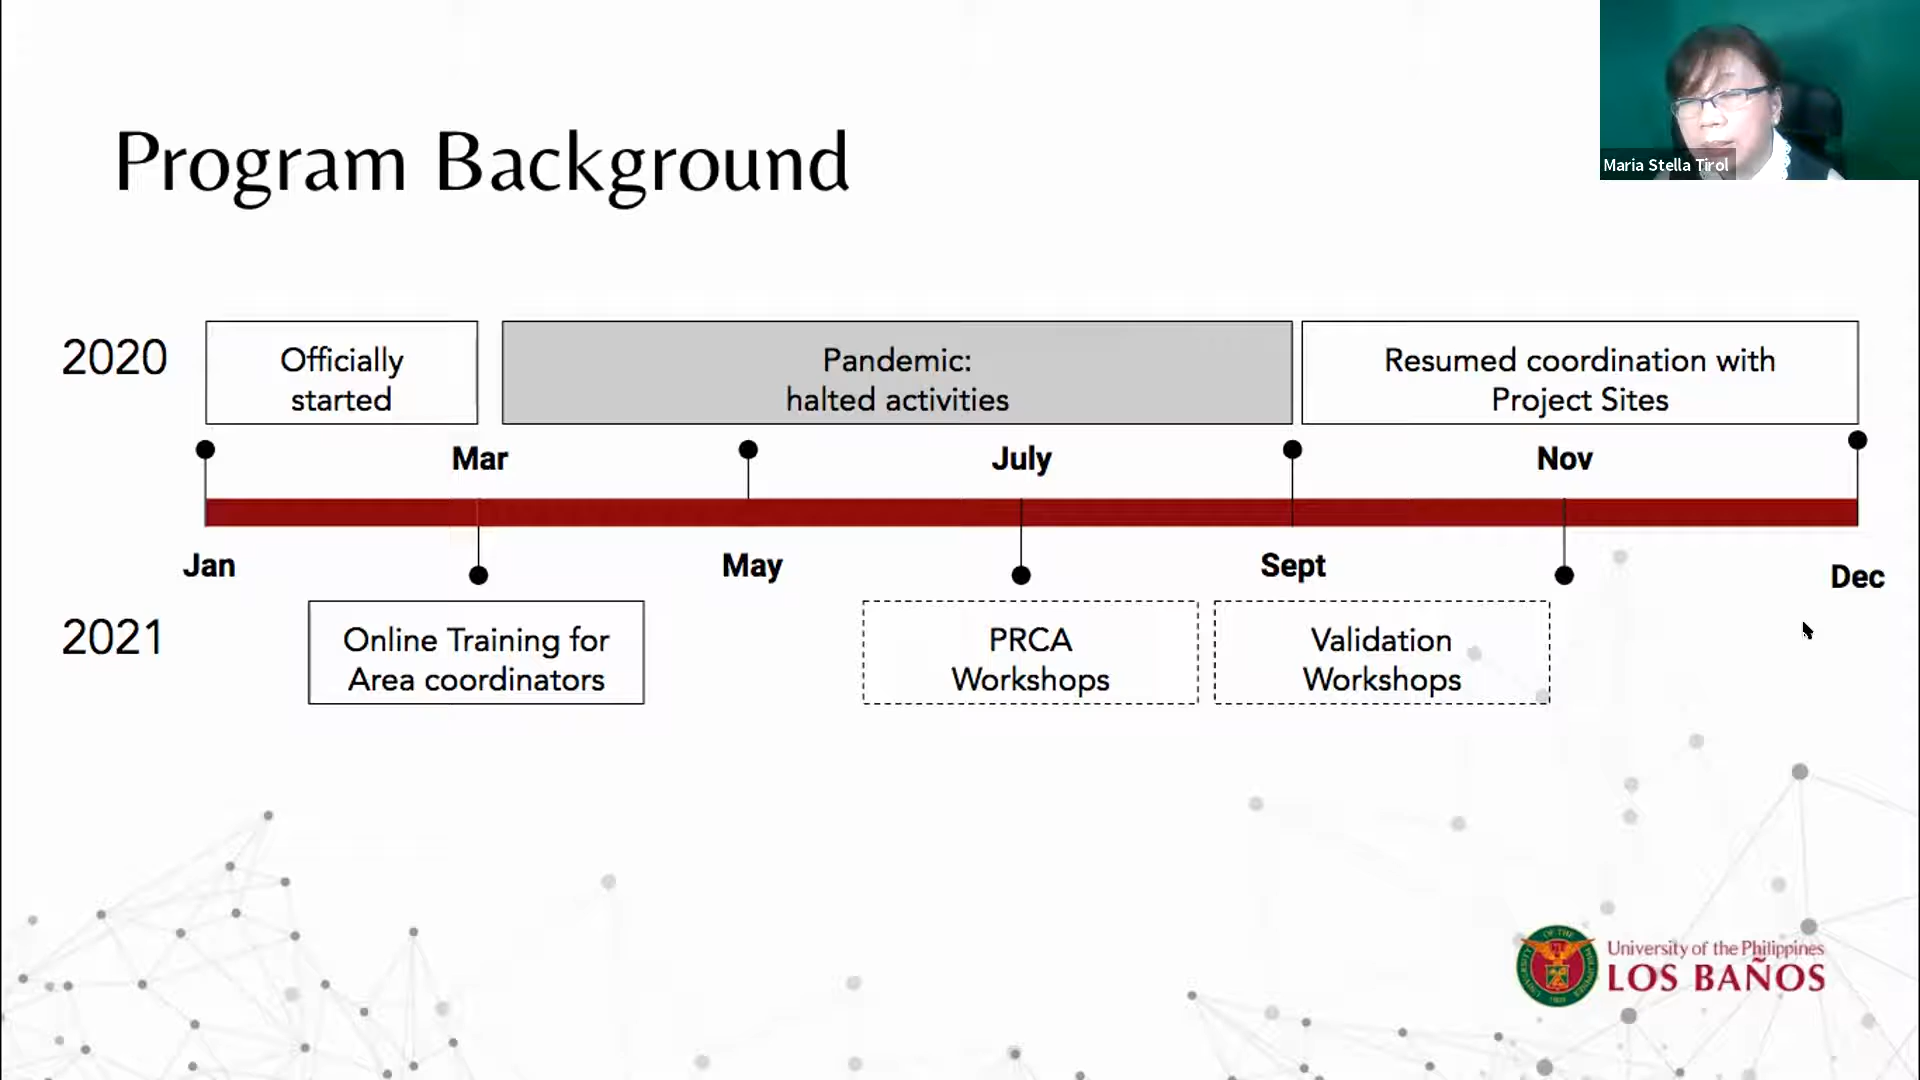 Maria Stella Tirol
Program Background
2020
Officially
started
Pandemic:
halted activities
Resumed coordination with
Project Sites
Mar
July
Nov
Jan
May
Sept
Dec
2021
Online Training for
Area coordinators
PRCA
Workshops
Validation
Workshops
University of the Philippines
LOS BAÑOS